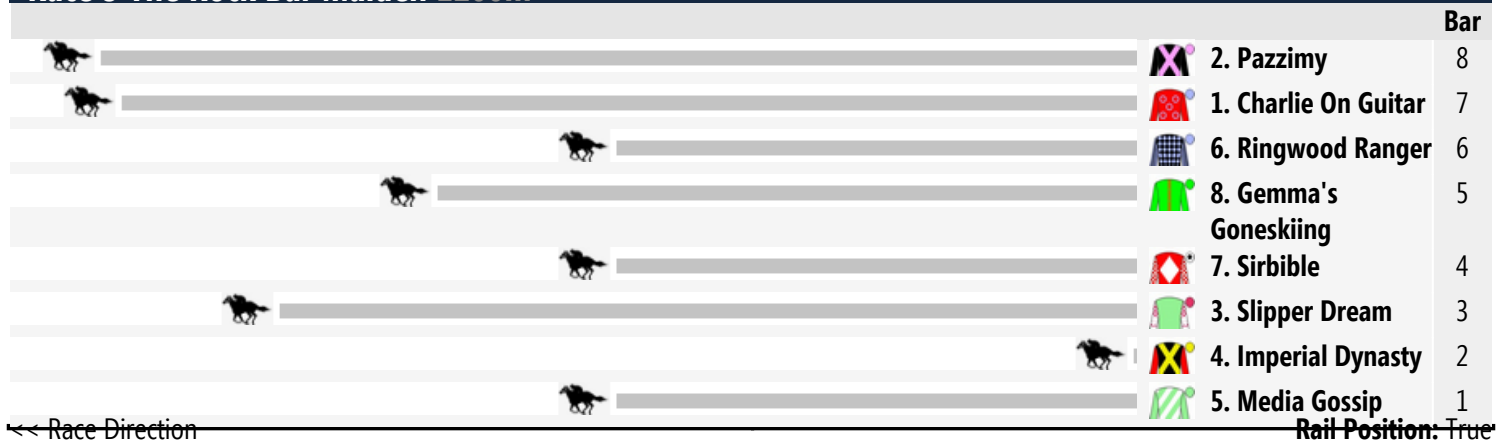 Bar
2. Pazzimy 8
1. Charlie On Guitar 7
6. Ringwood Ranger 6
8. Gemma's 5
Goneskiing
7. Sirbible 4
3. Slipper Dream 3
4. Imperial Dynasty 2
5. Media Gossip 1
<< Race Direction Rail Position: True